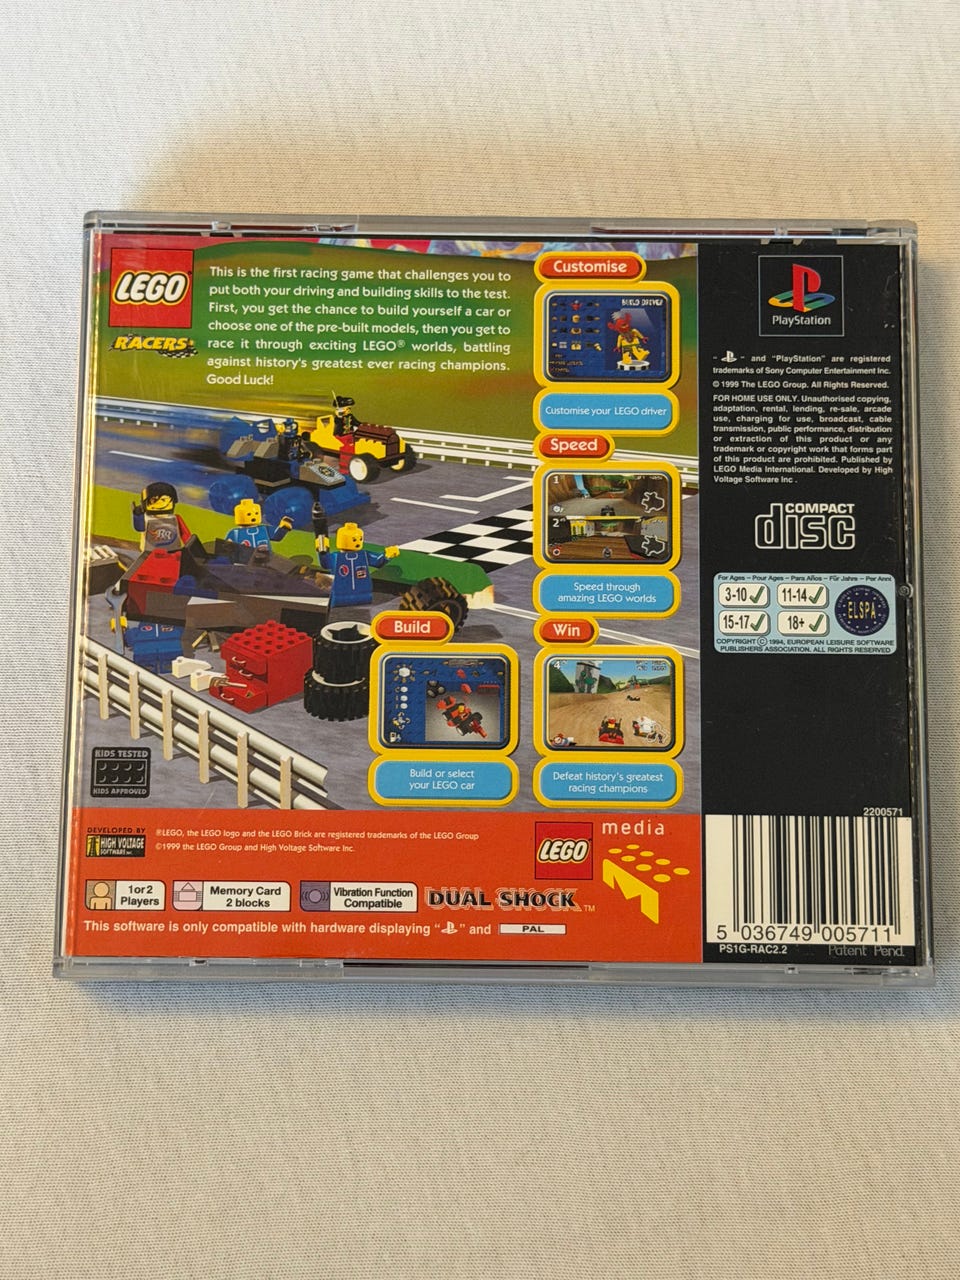 LEGO
RACERS
This is the first racing game that challenges you to
put both your driving and building skills to the test.
First, you get the chance to build yourself a car or
choose one of the pre-built models, then you get to
race it through exciting LEGO® worlds, battling
against history's greatest ever racing champions.
Good Luck!
Customise
BUILD DRIVER
Customise your LEGO driver
Speed
1
2
Speed through
amazing LEGO worlds
Build
Build or select
your LEGO car
Win
4
Defeat history's greatest
racing champions
KIDS TESTED
KIDS APPROVED
PlayStation
" " and "PlayStation" are registered
trademarks of Sony Computer Entertainment Inc.
© 1999 The LEGO Group. All Rights Reserved.
FOR HOME USE ONLY. Unauthorised copying,
adaptation, rental, lending, re-sale, arcade
use, charging for use, broadcast, cable
transmission, public performance, distribution
or extraction of this product or any
trademark or copyright work that forms part
of this product are prohibited. Published by
LEGO Media International. Developed by High
Voltage Software Inc .
COMPACT
disc
For Ages – Pour Ages – Para Años – Für Jahre – Per Anni
3-10 ✓ 11-14 ✓
15-17 ✓ 18+ ✓
ELSPA
COPYRIGHT © 1994, EUROPEAN LEISURE SOFTWARE
PUBLISHERS ASSOCIATION. ALL RIGHTS RESERVED
2200571
5 036749 005711
PS1G-RAC2.2
Patent Pend.
DEVELOPED BY
HIGH VOLTAGE
SOFTWARE INC.
®LEGO, the LEGO logo and the LEGO Brick are registered trademarks of the LEGO Group
©1999 the LEGO Group and High Voltage Software Inc.
LEGO media
1 or 2
Players
Memory Card
2 blocks
Vibration Function
Compatible
DUAL SHOCK™
This software is only compatible with hardware displaying " " and PAL